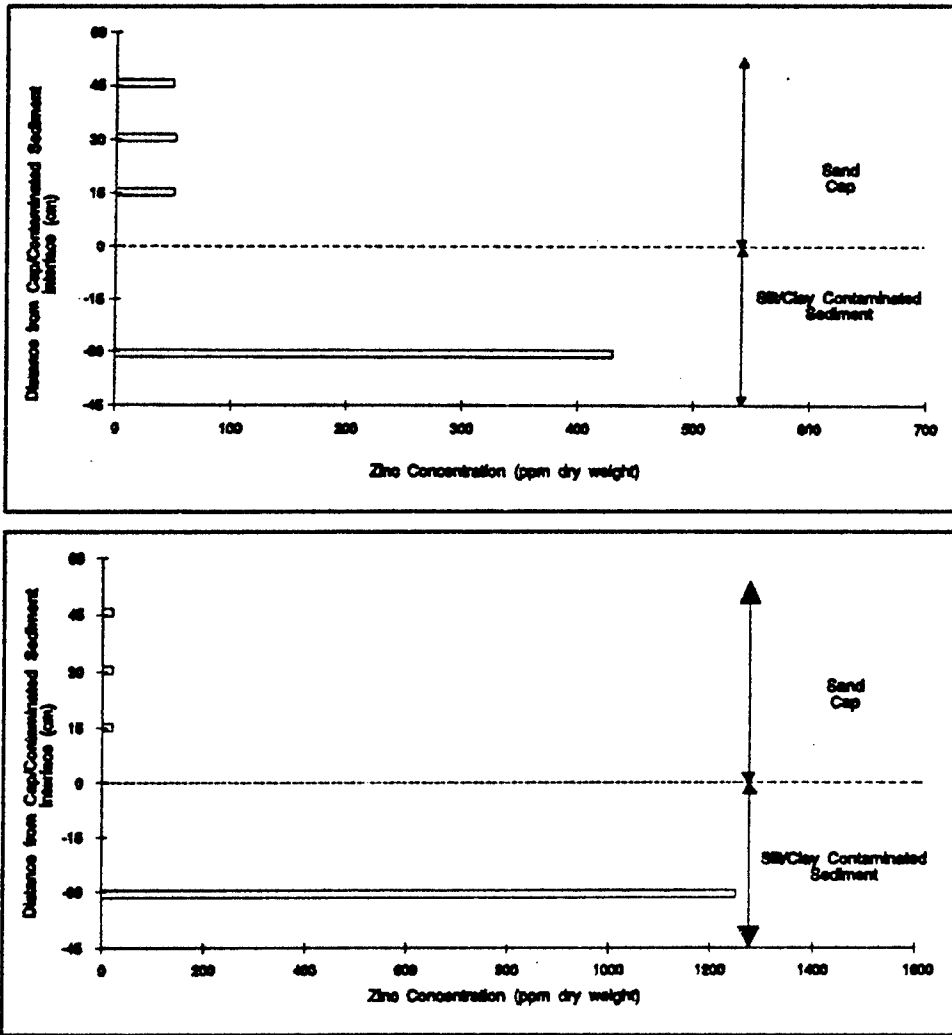 Distance from Cap/Contaminated Sediment
Interface (cm)
60
45
30
15
0
-15
-30
-45
0
100
200
300
400
500
600
700
Zinc Concentration (ppm dry weight)
Sand
Cap
Silt/Clay Contaminated
Sediment
Distance from Cap/Contaminated Sediment
Interface (cm)
60
45
30
15
0
-15
-30
-45
0
200
400
600
800
1000
1200
1400
1600
Zinc Concentration (ppm dry weight)
Sand
Cap
Silt/Clay Contaminated
Sediment